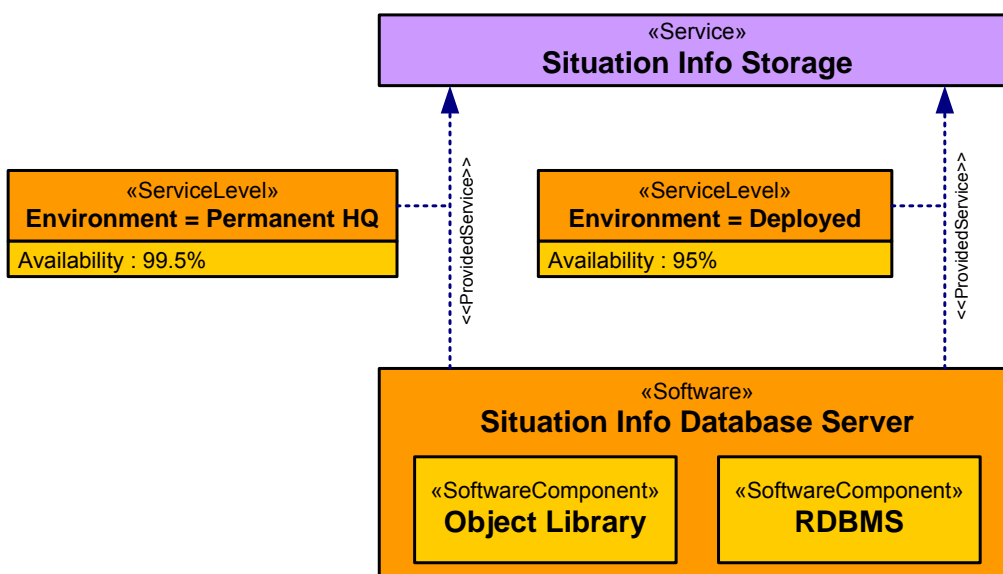 «Service»
Situation Info Storage
«ServiceLevel»
Environment = Permanent HQ
Availability : 99.5%
<<ProvidedService>>
«ServiceLevel»
Environment = Deployed
Availability : 95%
<<ProvidedService>>
«Software»
Situation Info Database Server
«SoftwareComponent»
Object Library
«SoftwareComponent»
RDBMS